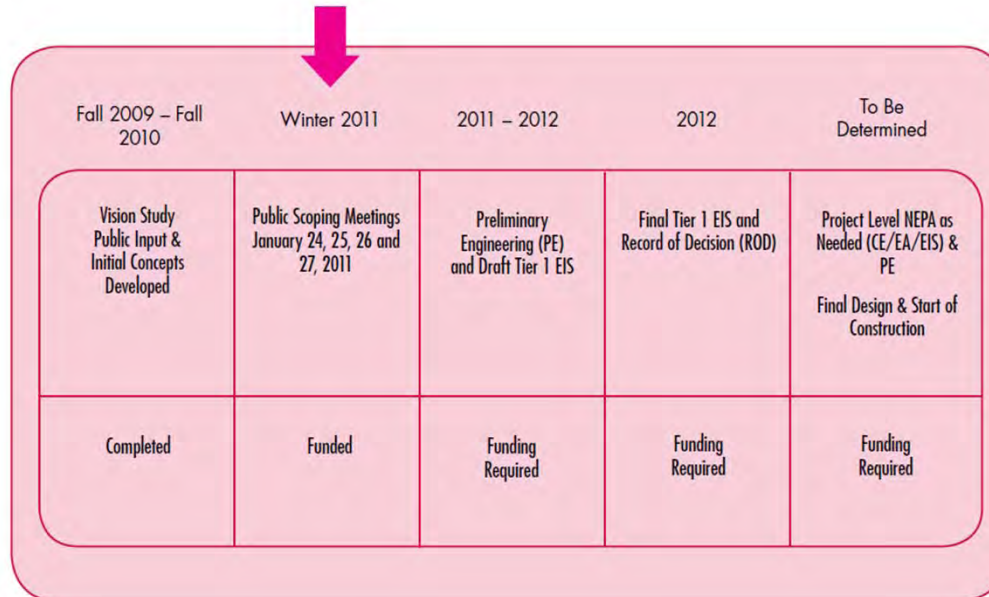 Fall 2009 – Fall
2010
Winter 2011
2011 – 2012
2012
To Be
Determined
Vision Study
Public Input &
Initial Concepts
Developed
Public Scoping Meetings
January 24, 25, 26 and
27, 2011
Preliminary
Engineering (PE)
and Draft Tier 1 EIS
Final Tier 1 EIS and
Record of Decision (ROD)
Project Level NEPA as
Needed (CE/EA/EIS) &
PE
Final Design & Start of
Construction
Completed
Funded
Funding
Required
Funding
Required
Funding
Required